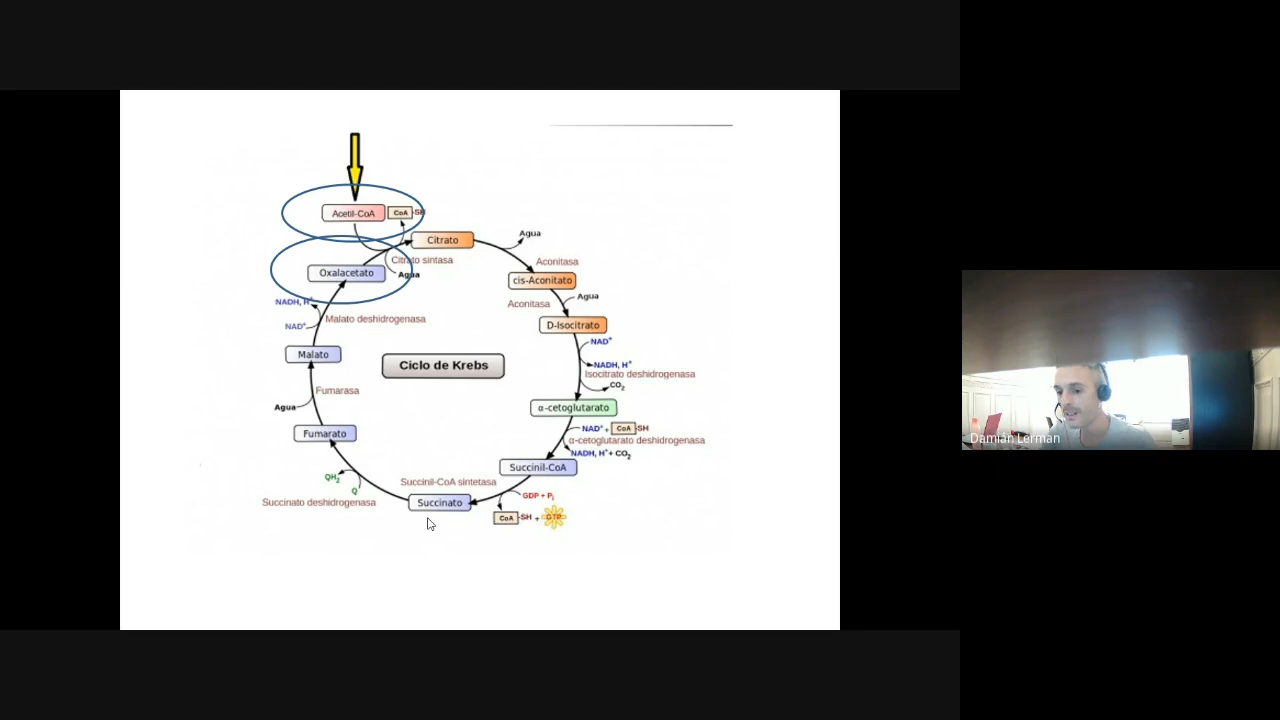 Acetil-CoA
CoA -SH
Citrato
Agua
Citrato sintasa
Agua
Aconitasa
Oxalacetato
cis-Aconitato
Agua
Aconitasa
NADH, H+
Malato deshidrogenasa
NAD+
D-Isocitrato
NAD+
Malato
Ciclo de Krebs
NADH, H+
Isocitrato deshidrogenasa
CO2
Fumarasa
Agua
α-cetoglutarato
NAD+ + CoA -SH
α-cetoglutarato deshidrogenasa
NADH, H+ + CO2
Fumarato
Succinil-CoA
QH2
Q
Succinil-CoA sintetasa
Succinato deshidrogenasa
Succinato
GDP + Pi
CoA -SH + GTP
Damián Lerman